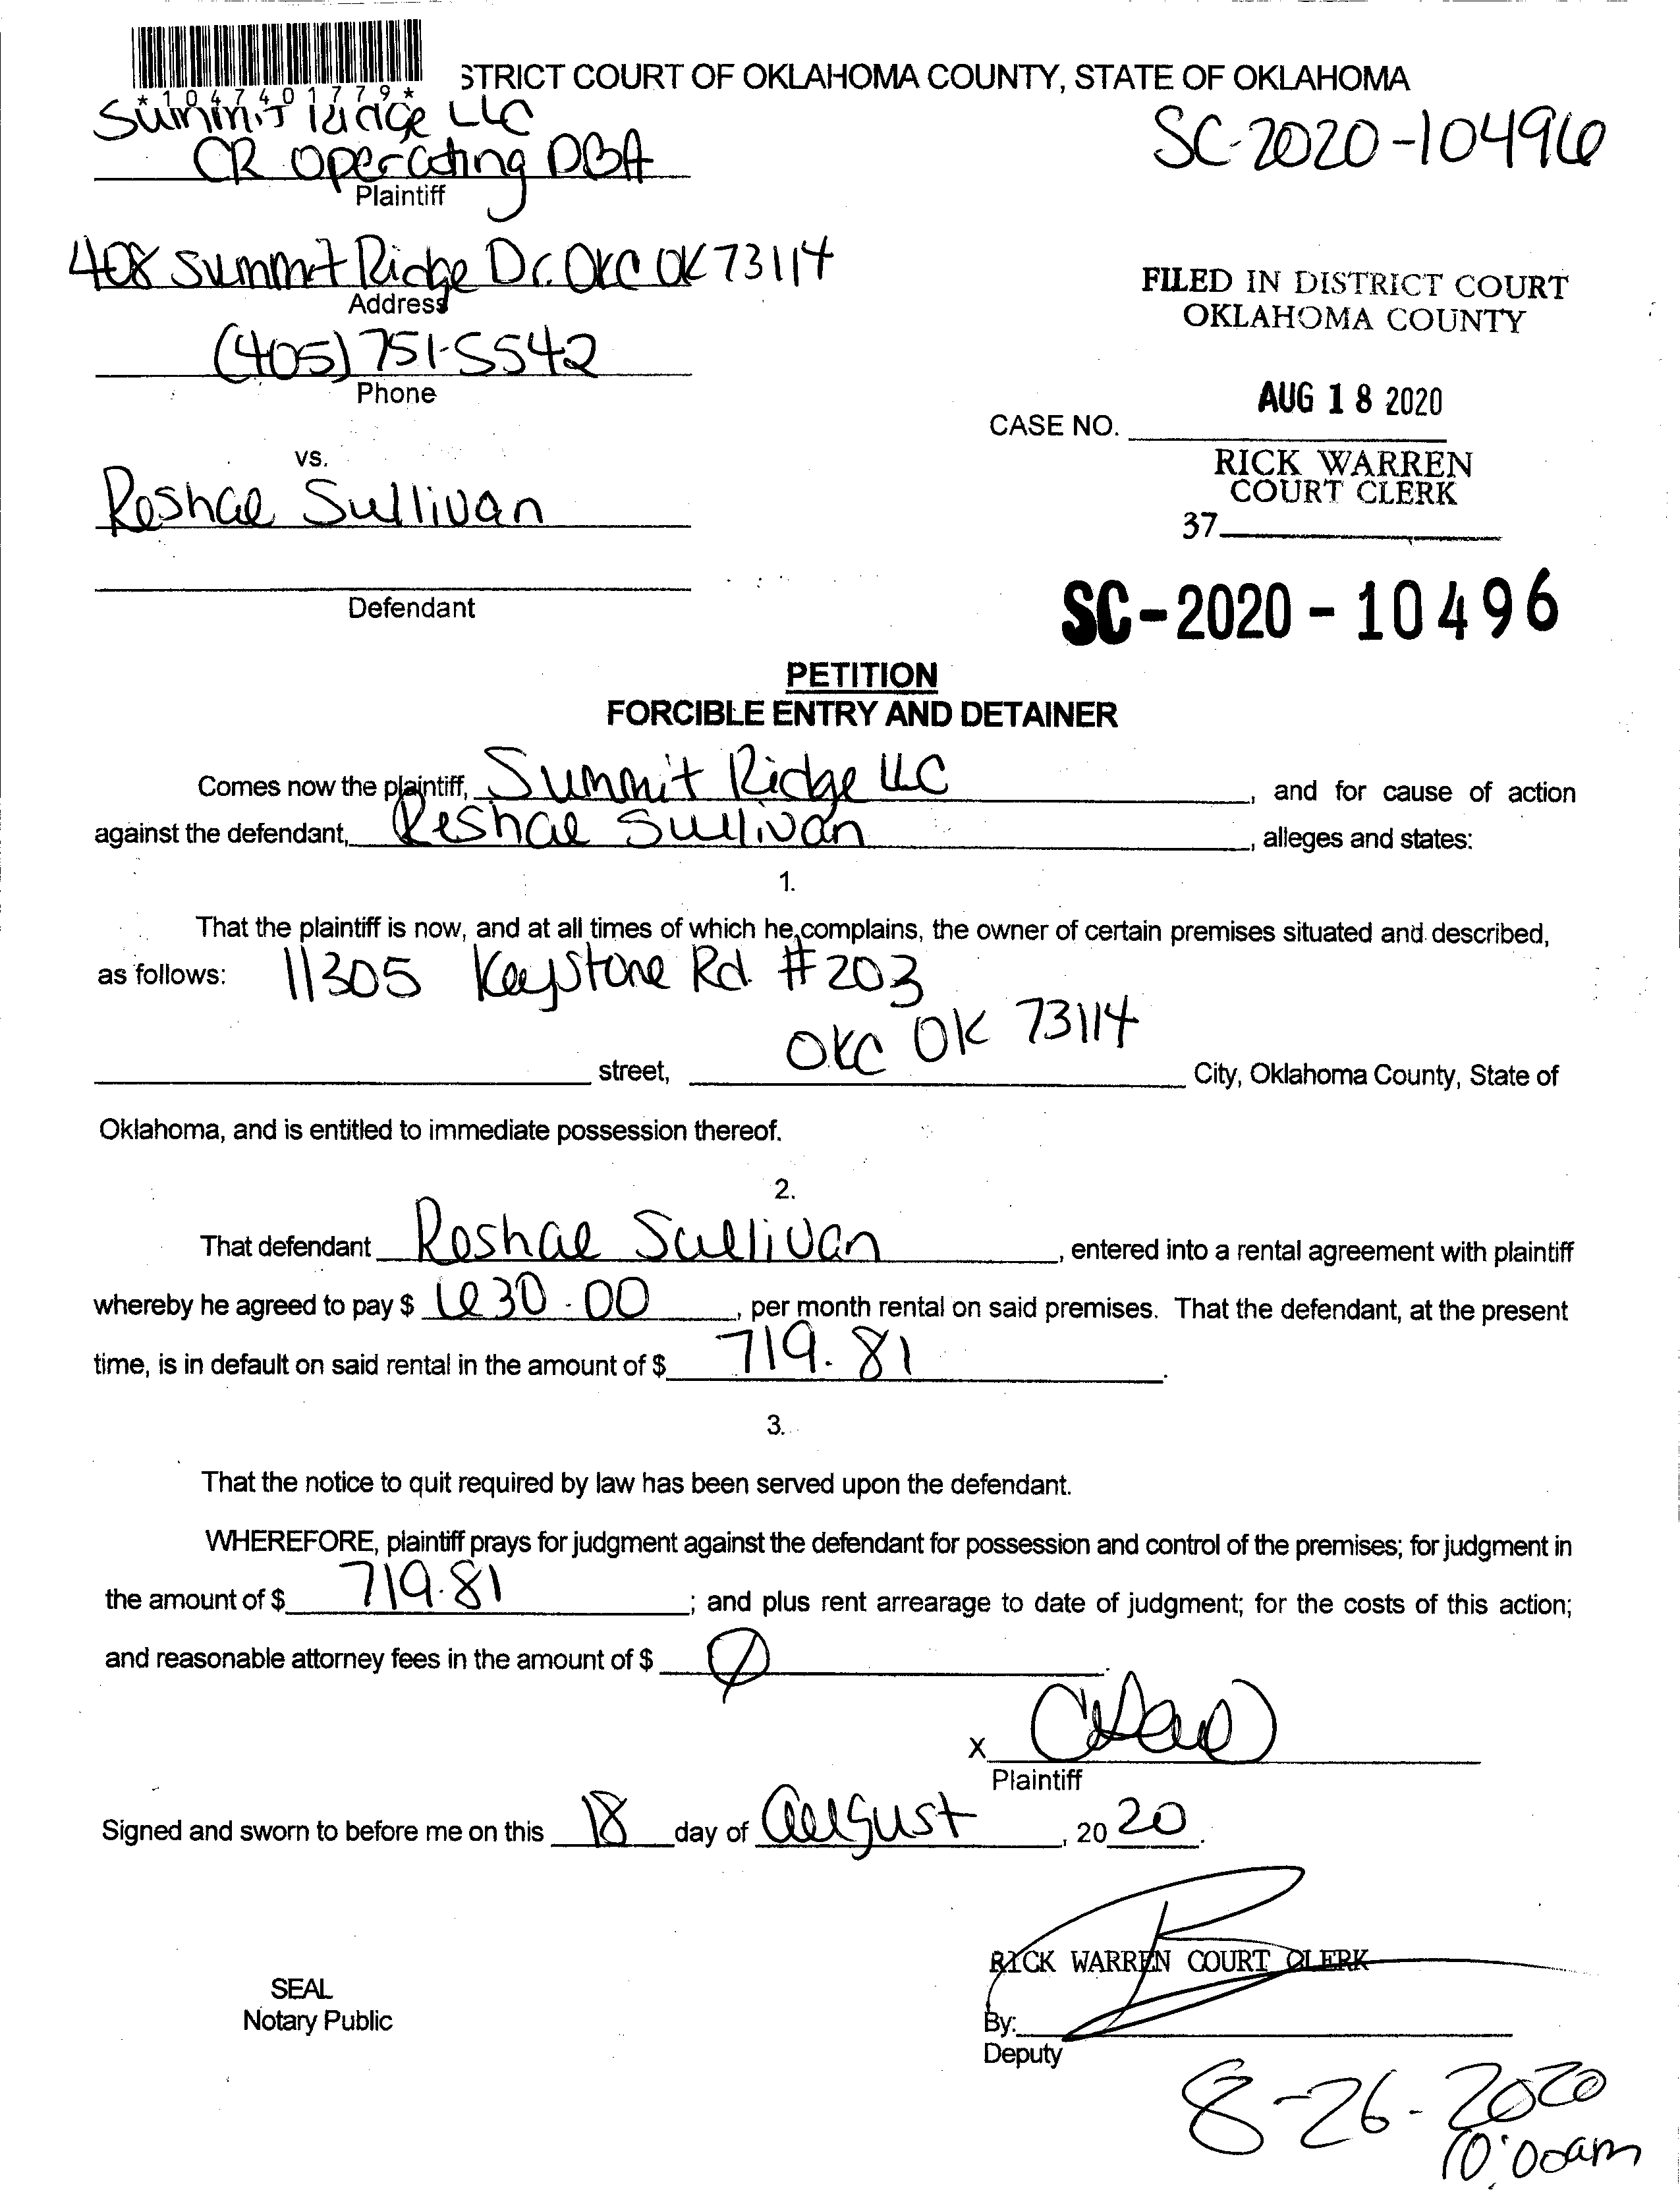 *1047401779*
STRICT COURT OF OKLAHOMA COUNTY, STATE OF OKLAHOMA
Summit Ridge LLC
CR Operating DBA
Plaintiff
SC-2020-10496
408 Summit Ridge Dr. OKC OK 73114
Address
FILED IN DISTRICT COURT
OKLAHOMA COUNTY
(405) 751-5542
Phone
AUG 18 2020
CASE NO.
RICK WARREN
COURT CLERK
37
vs.
Reshae Sullivan
Defendant
SC-2020-10496
PETITION
FORCIBLE ENTRY AND DETAINER
Comes now the plaintiff, Summit Ridge LLC, and for cause of action
against the defendant, Reshae Sullivan, alleges and states:
1.
That the plaintiff is now, and at all times of which he complains, the owner of certain premises situated and described,
as follows: 11305 Keystone Rd. #203
OKC OK 73114
street, City, Oklahoma County, State of
Oklahoma, and is entitled to immediate possession thereof.
2.
That defendant Reshae Sullivan, entered into a rental agreement with plaintiff
whereby he agreed to pay $ 630.00, per month rental on said premises. That the defendant, at the present
time, is in default on said rental in the amount of $ 719.81.
3.
That the notice to quit required by law has been served upon the defendant.
WHEREFORE, plaintiff prays for judgment against the defendant for possession and control of the premises; for judgment in
the amount of $ 719.81; and plus rent arrearage to date of judgment; for the costs of this action;
and reasonable attorney fees in the amount of $ Ø.
X
Plaintiff
Signed and sworn to before me on this 18 day of August, 2020.
RICK WARREN COURT CLERK
SEAL
Notary Public
By:
Deputy
8-26-2020
10:00am